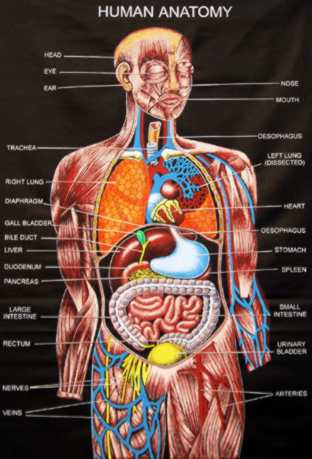 HUMAN ANATOMY
HEAD
EYE
EAR
NOSE
MOUTH
TRACHEA
OESOPHAGUS
LEFT LUNG
(DISSECTED)
RIGHT LUNG
DIAPHRAGM
HEART
GALL BLADDER
BILE DUCT
OESOPHAGUS
LIVER
STOMACH
DUODENUM
SPLEEN
PANCREAS
LARGE
INTESTINE
SMALL
INTESTINE
RECTUM
URINARY
BLADDER
NERVES
ARTERIES
VEINS